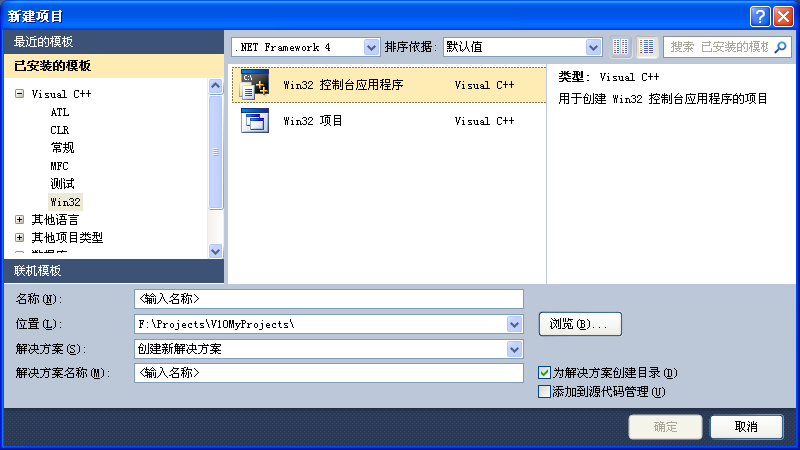 新建项目
最近的模板
已安装的模板
Visual C++
ATL
CLR
常规
MFC
测试
Win32
其他语言
其他项目类型
联机模板
.NET Framework 4
排序依据: 默认值
搜索 已安装的模板
Win32 控制台应用程序 Visual C++
Win32 项目 Visual C++
类型: Visual C++
用于创建 Win32 控制台应用程序的项目
名称(N): <输入名称>
位置(L): F:\Projects\V10MyProjects\
浏览(B)...
解决方案(S): 创建新解决方案
解决方案名称(M): <输入名称>
为解决方案创建目录(D)
添加到源代码管理(U)
确定
取消